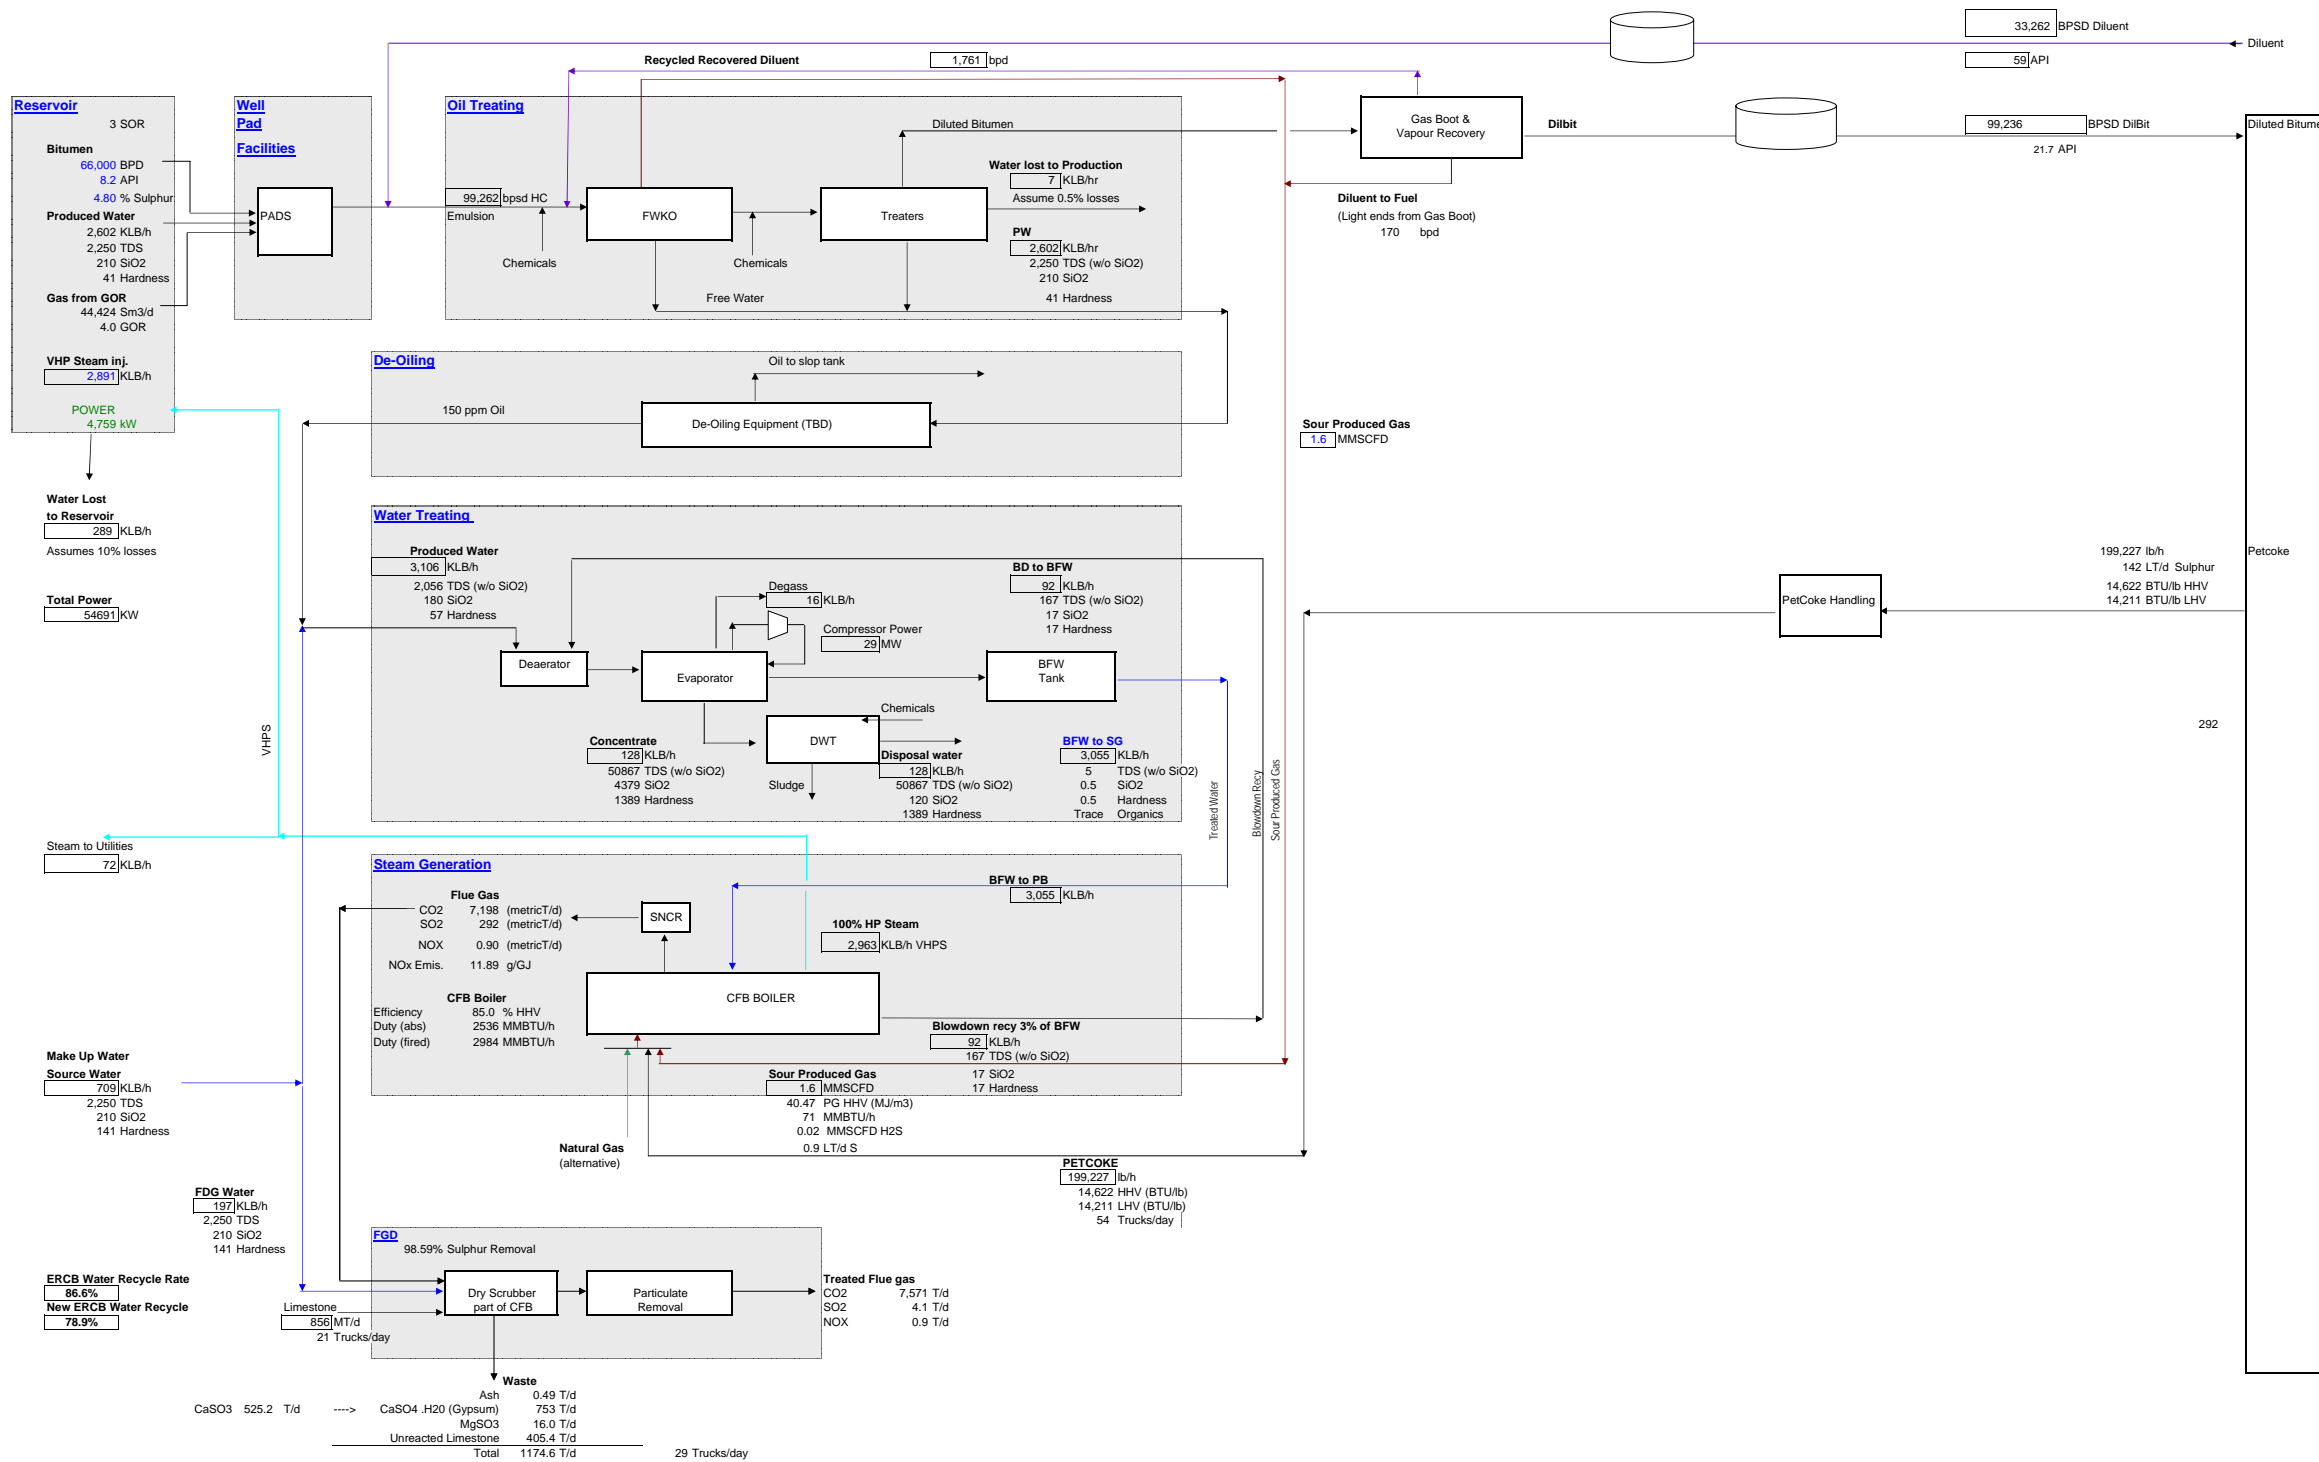 33,262 BPSD Diluent
Diluent
59 API
Recycled Recovered Diluent 1,761 bpd
Reservoir
3 SOR
Bitumen
66,000 BPD
8.2 API
4.80 % Sulphur
Produced Water
2,602 KLB/h
2,250 TDS
210 SiO2
41 Hardness
Gas from GOR
44,424 Sm3/d
4.0 GOR
VHP Steam inj.
2,891 KLB/h
POWER
4,759 kW
Well
Pad
Facilities
PADS
Oil Treating
99,262 bpsd HC
Emulsion
Chemicals
FWKO
Chemicals
Treaters
Free Water
Diluted Bitumen
Water lost to Production
7 KLB/hr
Assume 0.5% losses
PW
2,602 KLB/hr
2,250 TDS (w/o SiO2)
210 SiO2
41 Hardness
Gas Boot &
Vapour Recovery
Dilbit
99,236 BPSD DilBit
21.7 API
Diluted Bitume
Diluent to Fuel
(Light ends from Gas Boot)
170 bpd
De-Oiling
Oil to slop tank
150 ppm Oil
De-Oiling Equipment (TBD)
Sour Produced Gas
1.6 MMSCFD
Water Lost
to Reservoir
289 KLB/h
Assumes 10% losses
Total Power
54691 KW
Water Treating
Produced Water
3,106 KLB/h
2,056 TDS (w/o SiO2)
180 SiO2
57 Hardness
Degass
16 KLB/h
Compressor Power
29 MW
BD to BFW
92 KLB/h
167 TDS (w/o SiO2)
17 SiO2
17 Hardness
Deaerator
Evaporator
BFW
Tank
Chemicals
DWT
Sludge
Concentrate
128 KLB/h
50867 TDS (w/o SiO2)
4379 SiO2
1389 Hardness
Disposal water
128 KLB/h
50867 TDS (w/o SiO2)
120 SiO2
1389 Hardness
BFW to SG
3,055 KLB/h
5 TDS (w/o SiO2)
0.5 SiO2
0.5 Hardness
Trace Organics
VHPS
Treated Water
Blowdown Recy
Sour Produced Gas
199,227 lb/h
142 LT/d Sulphur
14,622 BTU/lb HHV
14,211 BTU/lb LHV
Petcoke
PetCoke Handling
292
Steam to Utilities
72 KLB/h
Steam Generation
Flue Gas
CO2 7,198 (metricT/d)
SO2 292 (metricT/d)
NOX 0.90 (metricT/d)
NOx Emis. 11.89 g/GJ
SNCR
BFW to PB
3,055 KLB/h
100% HP Steam
2,963 KLB/h VHPS
CFB Boiler
Efficiency 85.0 % HHV
Duty (abs) 2536 MMBTU/h
Duty (fired) 2984 MMBTU/h
CFB BOILER
Blowdown recy 3% of BFW
92 KLB/h
167 TDS (w/o SiO2)
17 SiO2
17 Hardness
Sour Produced Gas
1.6 MMSCFD
40.47 PG HHV (MJ/m3)
71 MMBTU/h
0.02 MMSCFD H2S
0.9 LT/d S
Natural Gas
(alternative)
Make Up Water
Source Water
709 KLB/h
2,250 TDS
210 SiO2
141 Hardness
PETCOKE
199,227 lb/h
14,622 HHV (BTU/lb)
14,211 LHV (BTU/lb)
54 Trucks/day
FDG Water
197 KLB/h
2,250 TDS
210 SiO2
141 Hardness
ERCB Water Recycle Rate
86.6%
New ERCB Water Recycle
78.9%
FGD
98.59% Sulphur Removal
Dry Scrubber
part of CFB
Particulate
Removal
Limestone
856 MT/d
21 Trucks/day
Treated Flue gas
CO2 7,571 T/d
SO2 4.1 T/d
NOX 0.9 T/d
Waste
Ash 0.49 T/d
CaSO3 525.2 T/d ----> CaSO4 .H20 (Gypsum) 753 T/d
MgSO3 16.0 T/d
Unreacted Limestone 405.4 T/d
Total 1174.6 T/d 29 Trucks/day